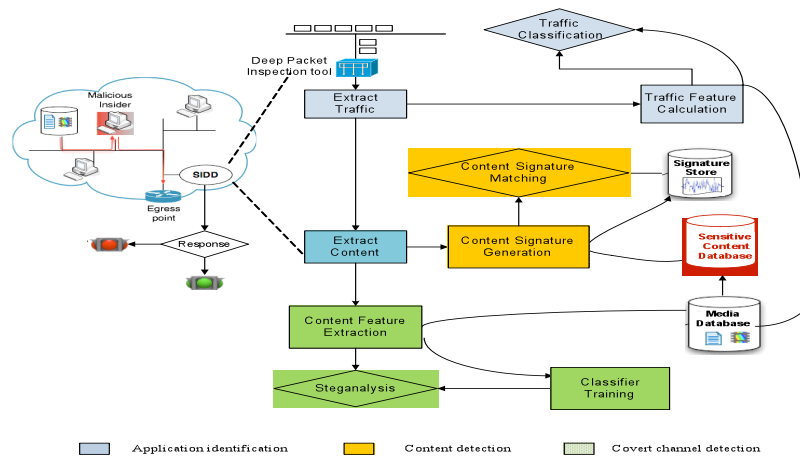 Traffic
Classification
Deep Packet
Inspection tool
Malicious
Insider
Extract
Traffic
Traffic Feature
Calculation
Content Signature
Matching
Signature
Store
SIDD
Egress
point
Response
Extract
Content
Content Signature
Generation
Sensitive
Content
Database
Content Feature
Extraction
Media
Database
Steganalysis
Classifier
Training
Application identification
Content detection
Covert channel detection